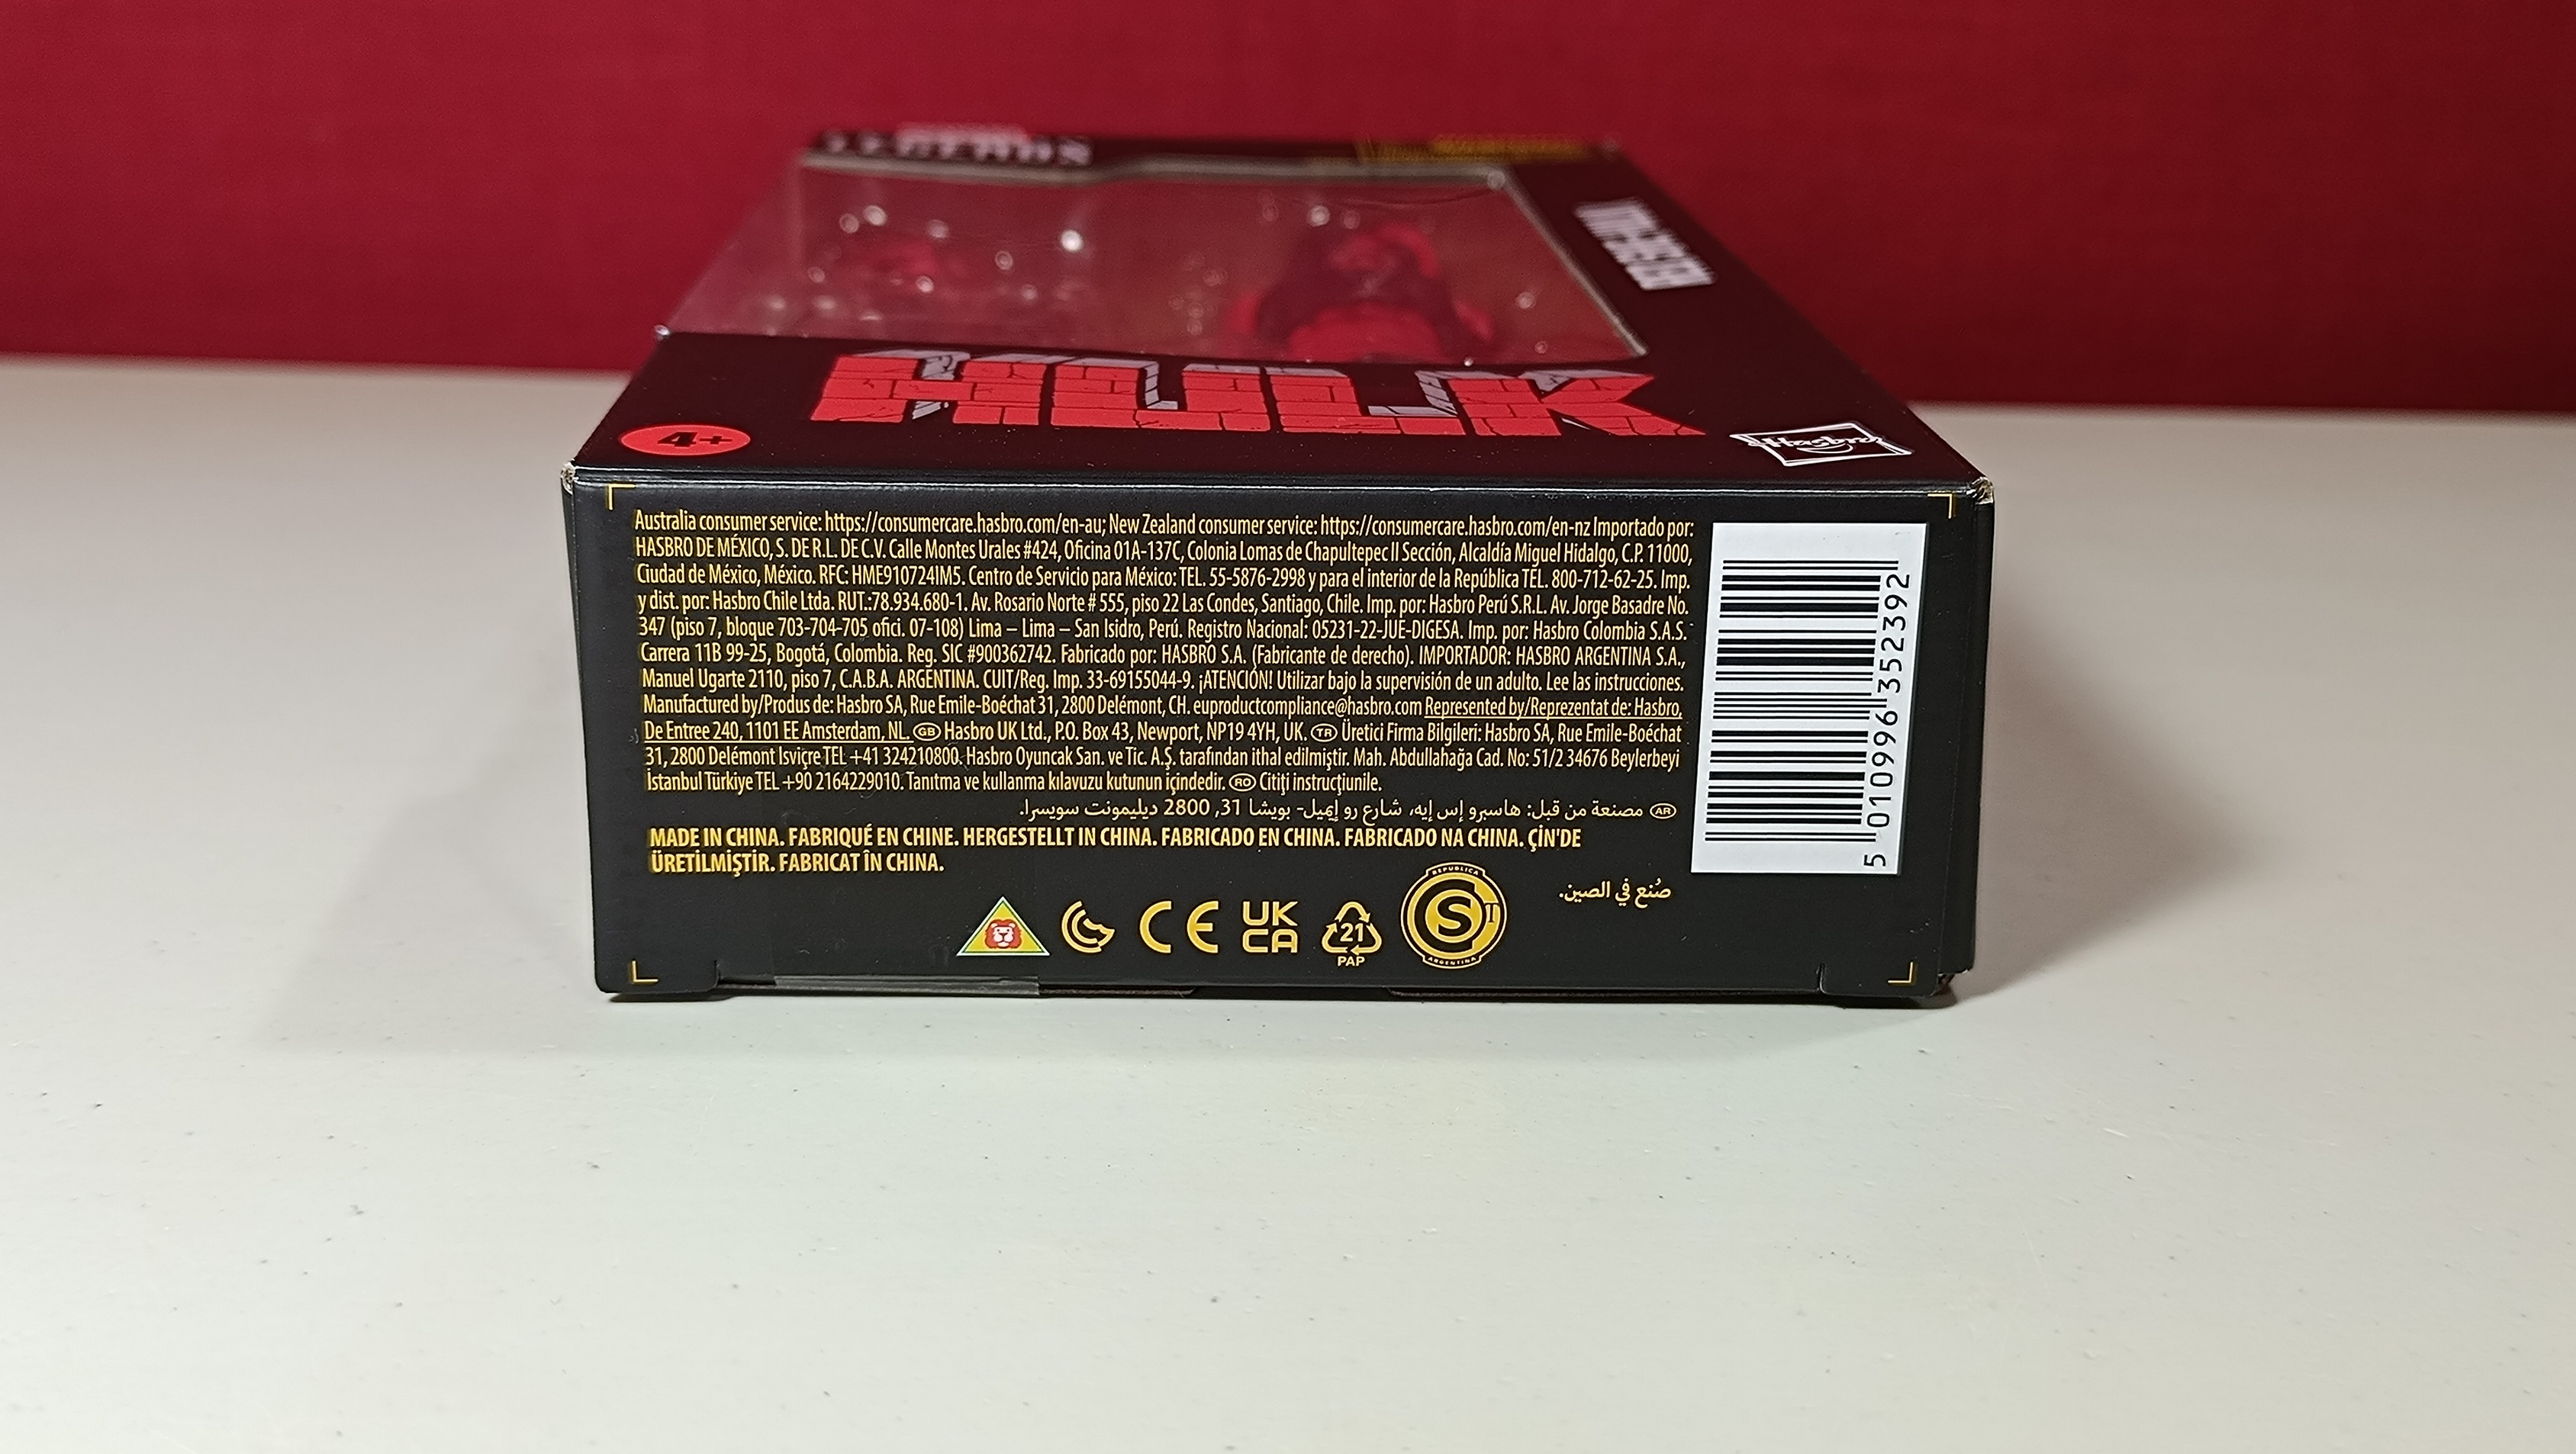 LEGENDS
HULK
4+
Hasbro
Australia consumer service: https://consumercare.hasbro.com/en-au; New Zealand consumer service: https://consumercare.hasbro.com/en-nz Importado por:
HASBRO DE MÉXICO, S. DE R.L. DE C.V. Calle Montes Urales #424, Oficina 01A-137C, Colonia Lomas de Chapultepec II Sección, Alcaldía Miguel Hidalgo, C.P. 11000,
Ciudad de México, México. RFC: HME910724IM5. Centro de Servicio para México: TEL. 55-5876-2998 y para el interior de la República TEL. 800-712-62-25. Imp.
y dist. por: Hasbro Chile Ltda. RUT.:78.934.680-1. Av. Rosario Norte # 555, piso 22 Las Condes, Santiago, Chile. Imp. por: Hasbro Perú S.R.L. Av. Jorge Basadre No.
347 (piso 7, bloque 703-704-705 ofici. 07-108) Lima – Lima – San Isidro, Perú. Registro Nacional: 05231-22-JUE-DIGESA. Imp. por: Hasbro Colombia S.A.S.
Carrera 11B 99-25, Bogotá, Colombia. Reg. SIC #900362742. Fabricado por: HASBRO S.A. (Fabricante de derecho). IMPORTADOR: HASBRO ARGENTINA S.A.,
Manuel Ugarte 2110, piso 7, C.A.B.A. ARGENTINA. CUIT/Reg. Imp. 33-69155044-9. ¡ATENCIÓN! Utilizar bajo la supervisión de un adulto. Lee las instrucciones.
Manufactured by/Produs de: Hasbro SA, Rue Emile-Boéchat 31, 2800 Delémont, CH. euproductcompliance@hasbro.com Represented by/Reprezentat de: Hasbro,
De Entree 240, 1101 EE Amsterdam, NL. GB Hasbro UK Ltd., P.O. Box 43, Newport, NP19 4YH, UK. TR Üretici Firma Bilgileri: Hasbro SA, Rue Emile-Boéchat
31, 2800 Delémont Isviçre TEL +41 324210800. Hasbro Oyuncak San. ve Tic. A.Ş. tarafından ithal edilmiştir. Mah. Abdullahağa Cad. No: 51/2 34676 Beylerbeyi
İstanbul Türkiye TEL +90 2164229010. Tanıtma ve kullanma kılavuzu kutunun içindedir. RO Citiți instrucțiunile.
AR مصنعة من قبل: هاسبرو إس إيه، شارع رو إميل- بويشا 31, 2800 ديليمونت سويسرا.
MADE IN CHINA. FABRIQUÉ EN CHINE. HERGESTELLT IN CHINA. FABRICADO EN CHINA. FABRICADO NA CHINA. ÇİN'DE
ÜRETİLMİŞTİR. FABRICAT ÎN CHINA.
صُنع في الصين.
CE
UK
CA
21
PAP
REPUBLICA
S
ARGENTINA
5 010996 352392